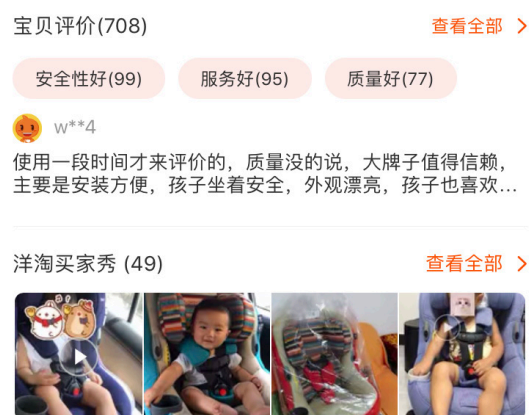 宝贝评价(708)
查看全部
安全性好(99)
服务好(95)
质量好(77)
w**4
使用一段时间才来评价的，质量没的说，大牌子值得信赖，
主要是安装方便，孩子坐着安全，外观漂亮，孩子也喜欢...
洋淘买家秀 (49)
查看全部